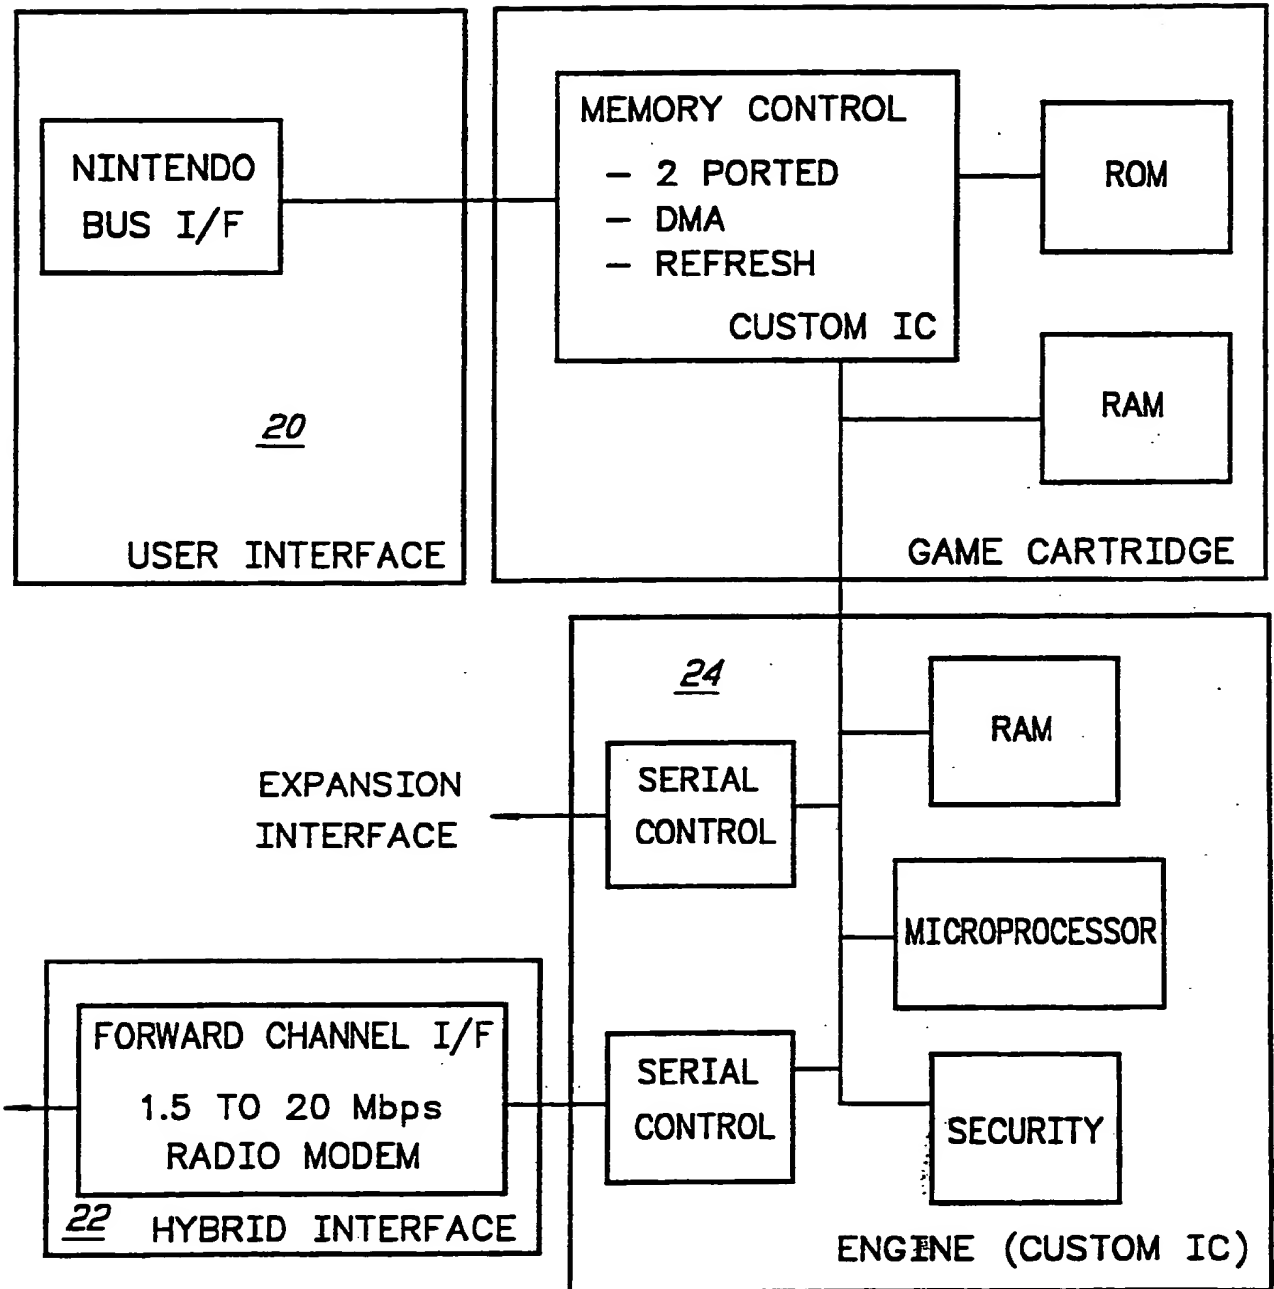 NINTENDO
BUS I/F
20
USER INTERFACE
MEMORY CONTROL
– 2 PORTED
– DMA
– REFRESH
CUSTOM IC
ROM
RAM
GAME CARTRIDGE
24
RAM
SERIAL
CONTROL
EXPANSION
INTERFACE
MICROPROCESSOR
SERIAL
CONTROL
SECURITY
ENGINE (CUSTOM IC)
FORWARD CHANNEL I/F
1.5 TO 20 Mbps
RADIO MODEM
22
HYBRID INTERFACE